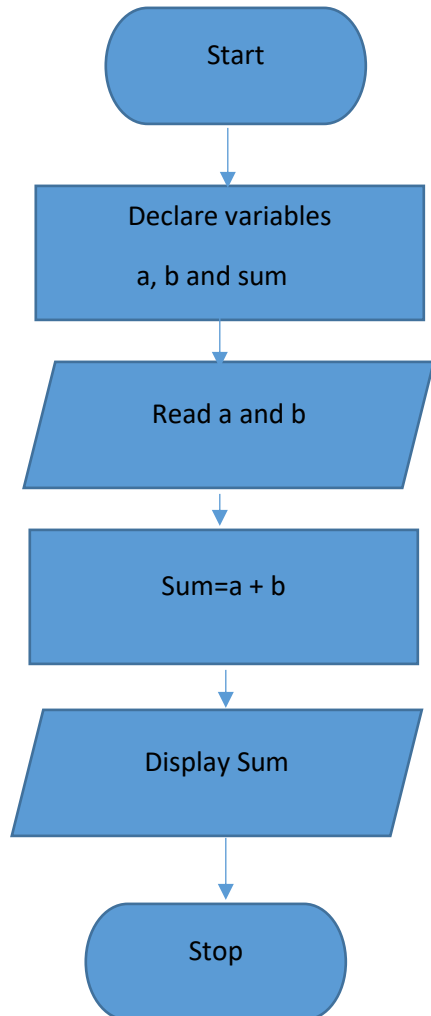 Start
Declare variables
a, b and sum
Read a and b
Sum=a + b
Display Sum
Stop